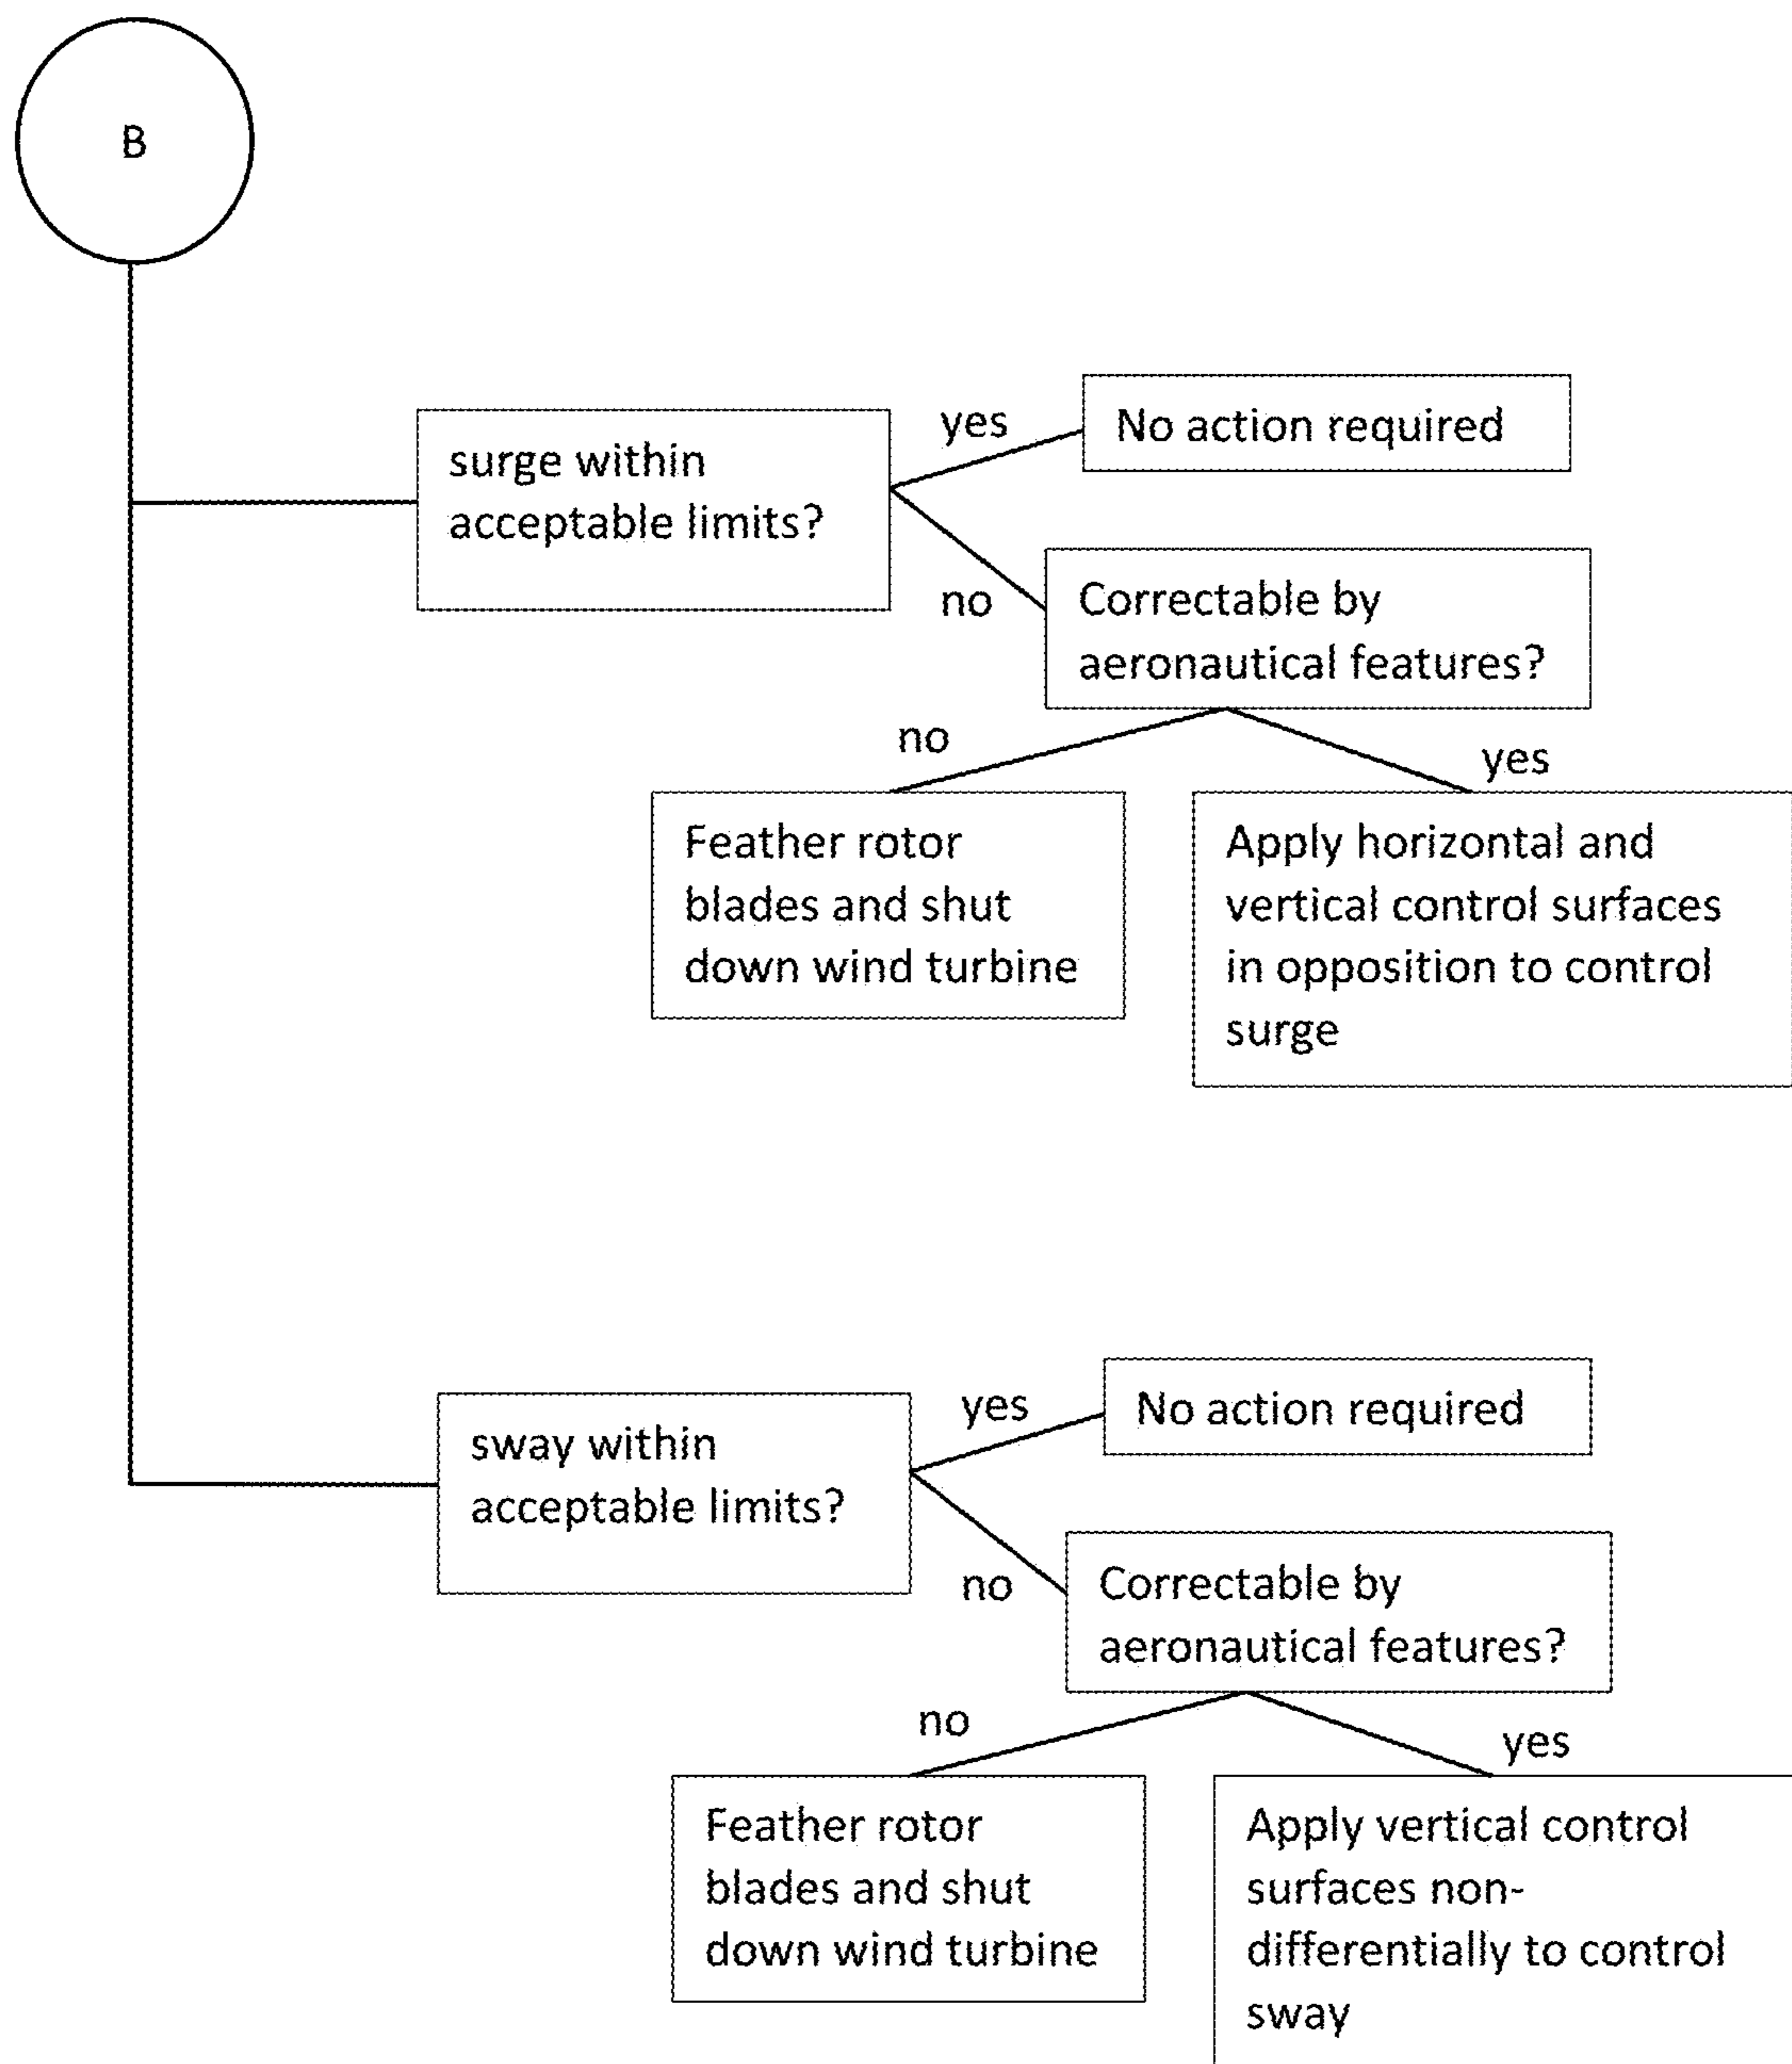 B
surge within
acceptable limits?
yes
No action required
no
Correctable by
aeronautical features?
no
yes
Feather rotor
blades and shut
down wind turbine
Apply horizontal and
vertical control surfaces
in opposition to control
surge
sway within
acceptable limits?
yes
No action required
no
Correctable by
aeronautical features?
no
yes
Feather rotor
blades and shut
down wind turbine
Apply vertical control
surfaces non-
differentially to control
sway